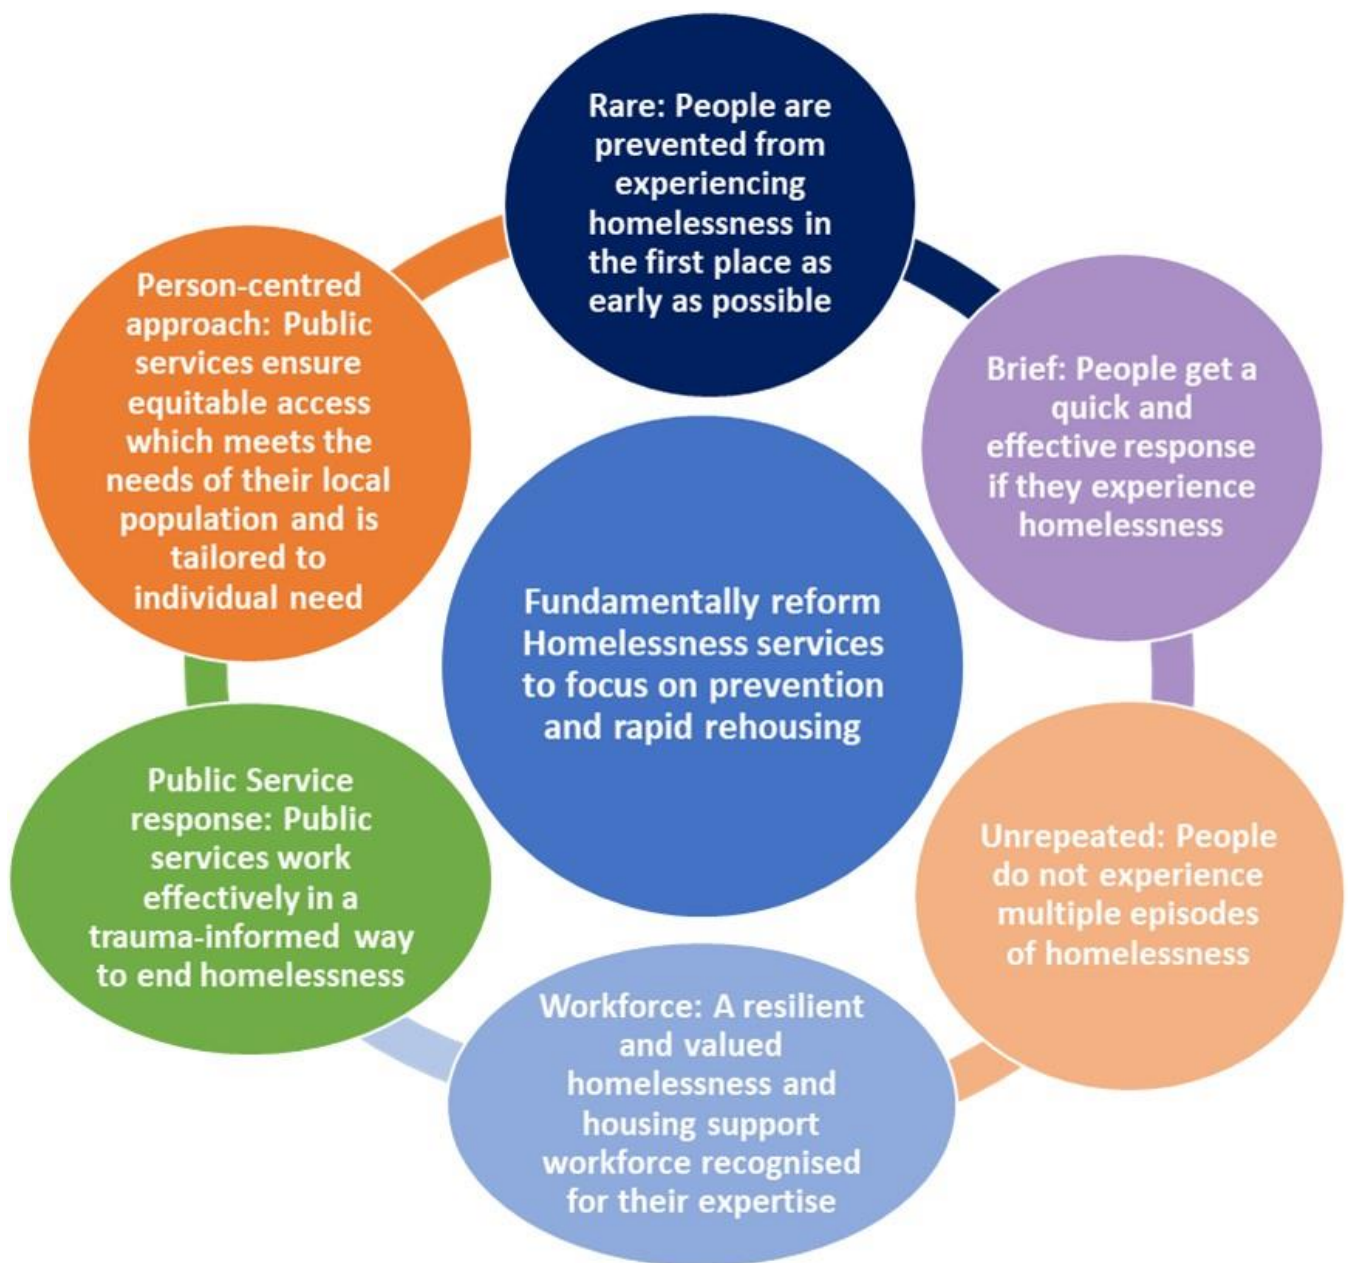 Rare: People are
prevented from
experiencing
homelessness in
the first place as
early as possible
Brief: People get a
quick and
effective response
if they experience
homelessness
Unrepeated: People
do not experience
multiple episodes
of homelessness
Workforce: A resilient
and valued
homelessness and
housing support
workforce recognised
for their expertise
Public Service
response: Public
services work
effectively in a
trauma-informed way
to end homelessness
Person-centred
approach: Public
services ensure
equitable access
which meets the
needs of their local
population and is
tailored to
individual need
Fundamentally reform
Homelessness services
to focus on prevention
and rapid rehousing